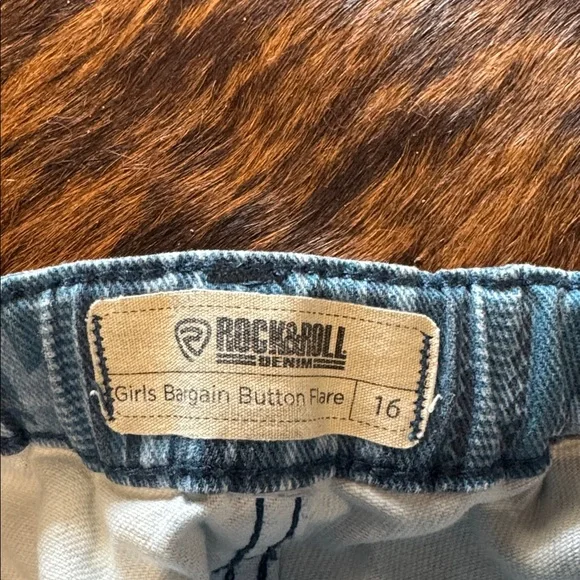 ROCK&ROLL
DENIM
Girls Bargain Button Flare
16